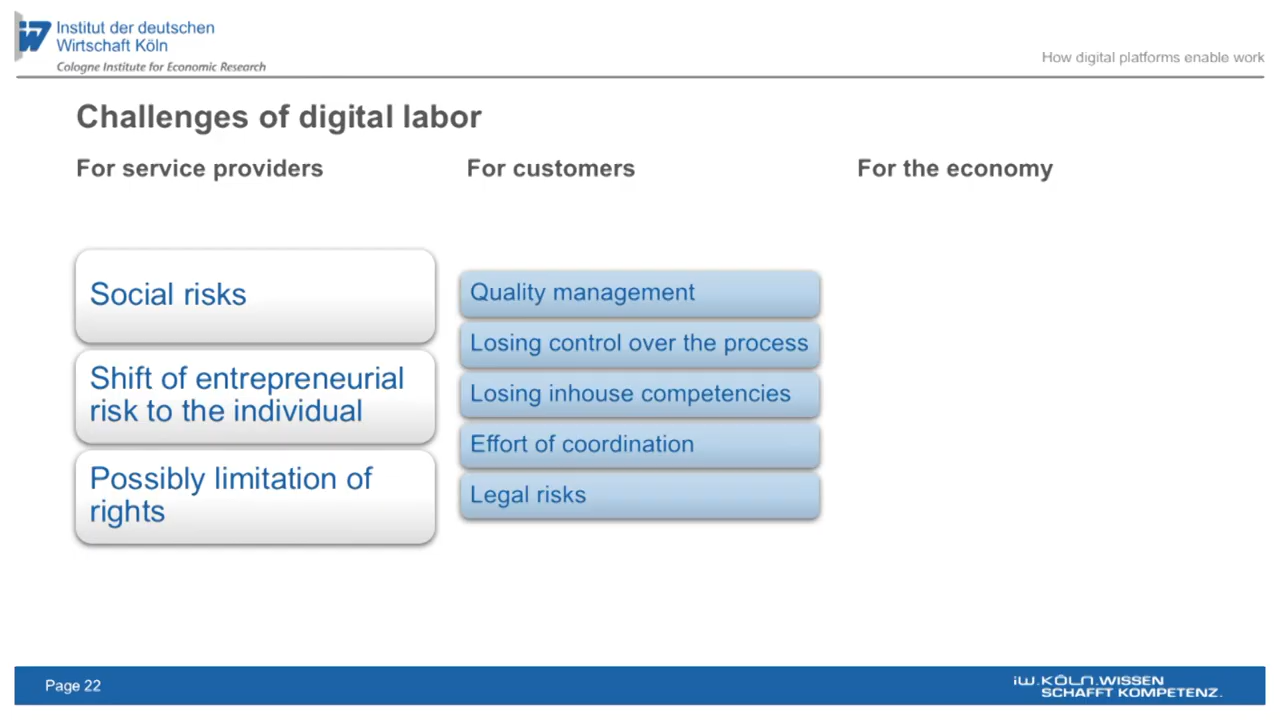 Institut der deutschen
Wirtschaft Köln
Cologne Institute for Economic Research
How digital platforms enable work
Challenges of digital labor
For service providers
For customers
For the economy
Social risks
Shift of entrepreneurial
risk to the individual
Possibly limitation of
rights
Quality management
Losing control over the process
Losing inhouse competencies
Effort of coordination
Legal risks
Page 22
iW.KÖLN.WISSEN
SCHAFFT KOMPETENZ.